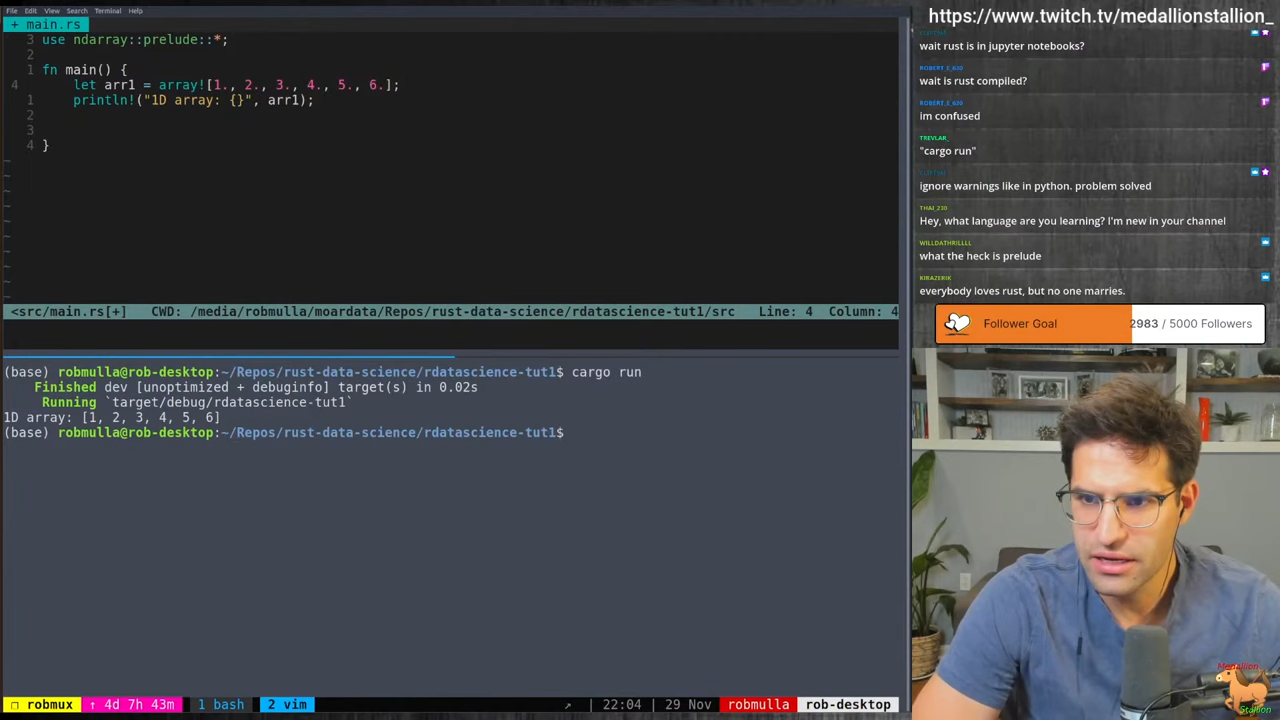 File Edit View Search Terminal Help
+ main.rs
3 use ndarray::prelude::*;
2
1 fn main() {
4 let arr1 = array![1., 2., 3., 4., 5., 6.];
1 println!("1D array: {}", arr1);
2
3
4 }
~
~
~
~
~
~
~
~
~
~
<src/main.rs[+] CWD: /media/robmulla/moardata/Repos/rust-data-science/rdatascience-tut1/src Line: 4 Column: 4
(base) robmulla@rob-desktop:~/Repos/rust-data-science/rdatascience-tut1$ cargo run
Finished dev [unoptimized + debuginfo] target(s) in 0.02s
Running `target/debug/rdatascience-tut1`
1D array: [1, 2, 3, 4, 5, 6]
(base) robmulla@rob-desktop:~/Repos/rust-data-science/rdatascience-tut1$
robmux ↑ 4d 7h 43m 1 bash 2 vim ↗ | 22:04 | 29 Nov robmulla rob-desktop
https://www.twitch.tv/medallionstallion_
wait rust is in jupyter notebooks?
ROBERT_S_630
wait is rust compiled?
ROBERT_S_630
im confused
TREVLAR_
"cargo run"
ignore warnings like in python. problem solved
THAI_230
Hey, what language are you learning? I'm new in your channel
WILLDATHRILLLL
what the heck is prelude
KIRAZERIK
everybody loves rust, but no one marries.
Follower Goal 2983 / 5000 Followers
Medallion
Stallion